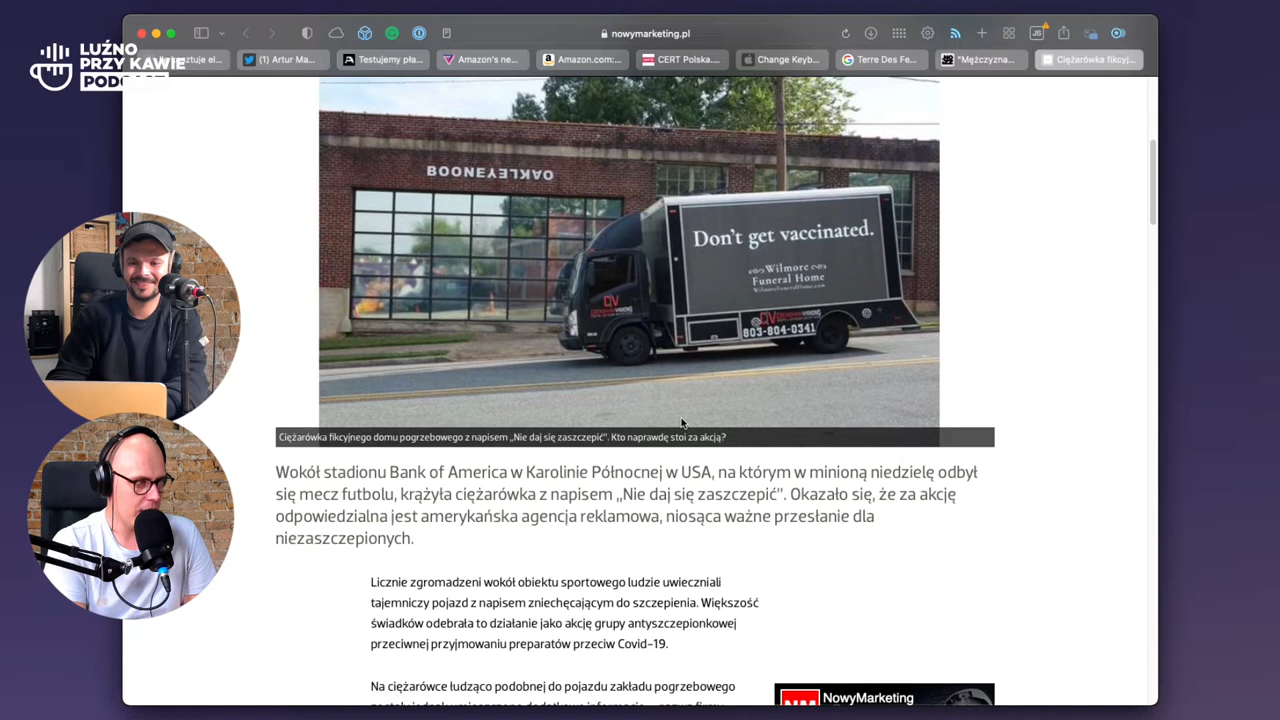 LUŹNO
PRZY KAWIE
PODCAST
nowymarketing.pl
(1) Artur Ma...
Testujemy pła...
Amazon's ne...
Amazon.com:...
CERT Polska....
Change Keyb...
Terre Des Fe...
"Mężczyzna...
Ciężarówka fikcyj...
BOONEYEOAKLEY
Don't get vaccinated.
Wilmore
Funeral Home
WilmoreFuneralHome.com
803-804-0341
Ciężarówka fikcyjnego domu pogrzebowego z napisem „Nie daj się zaszczepić”. Kto naprawdę stoi za akcją?
Wokół stadionu Bank of America w Karolinie Północnej w USA, na którym w minioną niedzielę odbył
się mecz futbolu, krążyła ciężarówka z napisem „Nie daj się zaszczepić”. Okazało się, że za akcję
odpowiedzialna jest amerykańska agencja reklamowa, niosąca ważne przesłanie dla
niezaszczepionych.
Licznie zgromadzeni wokół obiektu sportowego ludzie uwieczniali
tajemniczy pojazd z napisem zniechęcającym do szczepienia. Większość
świadków odebrała to działanie jako akcję grupy antyszczepionkowej
przeciwnej przyjmowaniu preparatów przeciw Covid-19.
Na ciężarówce łudząco podobnej do pojazdu zakładu pogrzebowego
NM
NowyMarketing